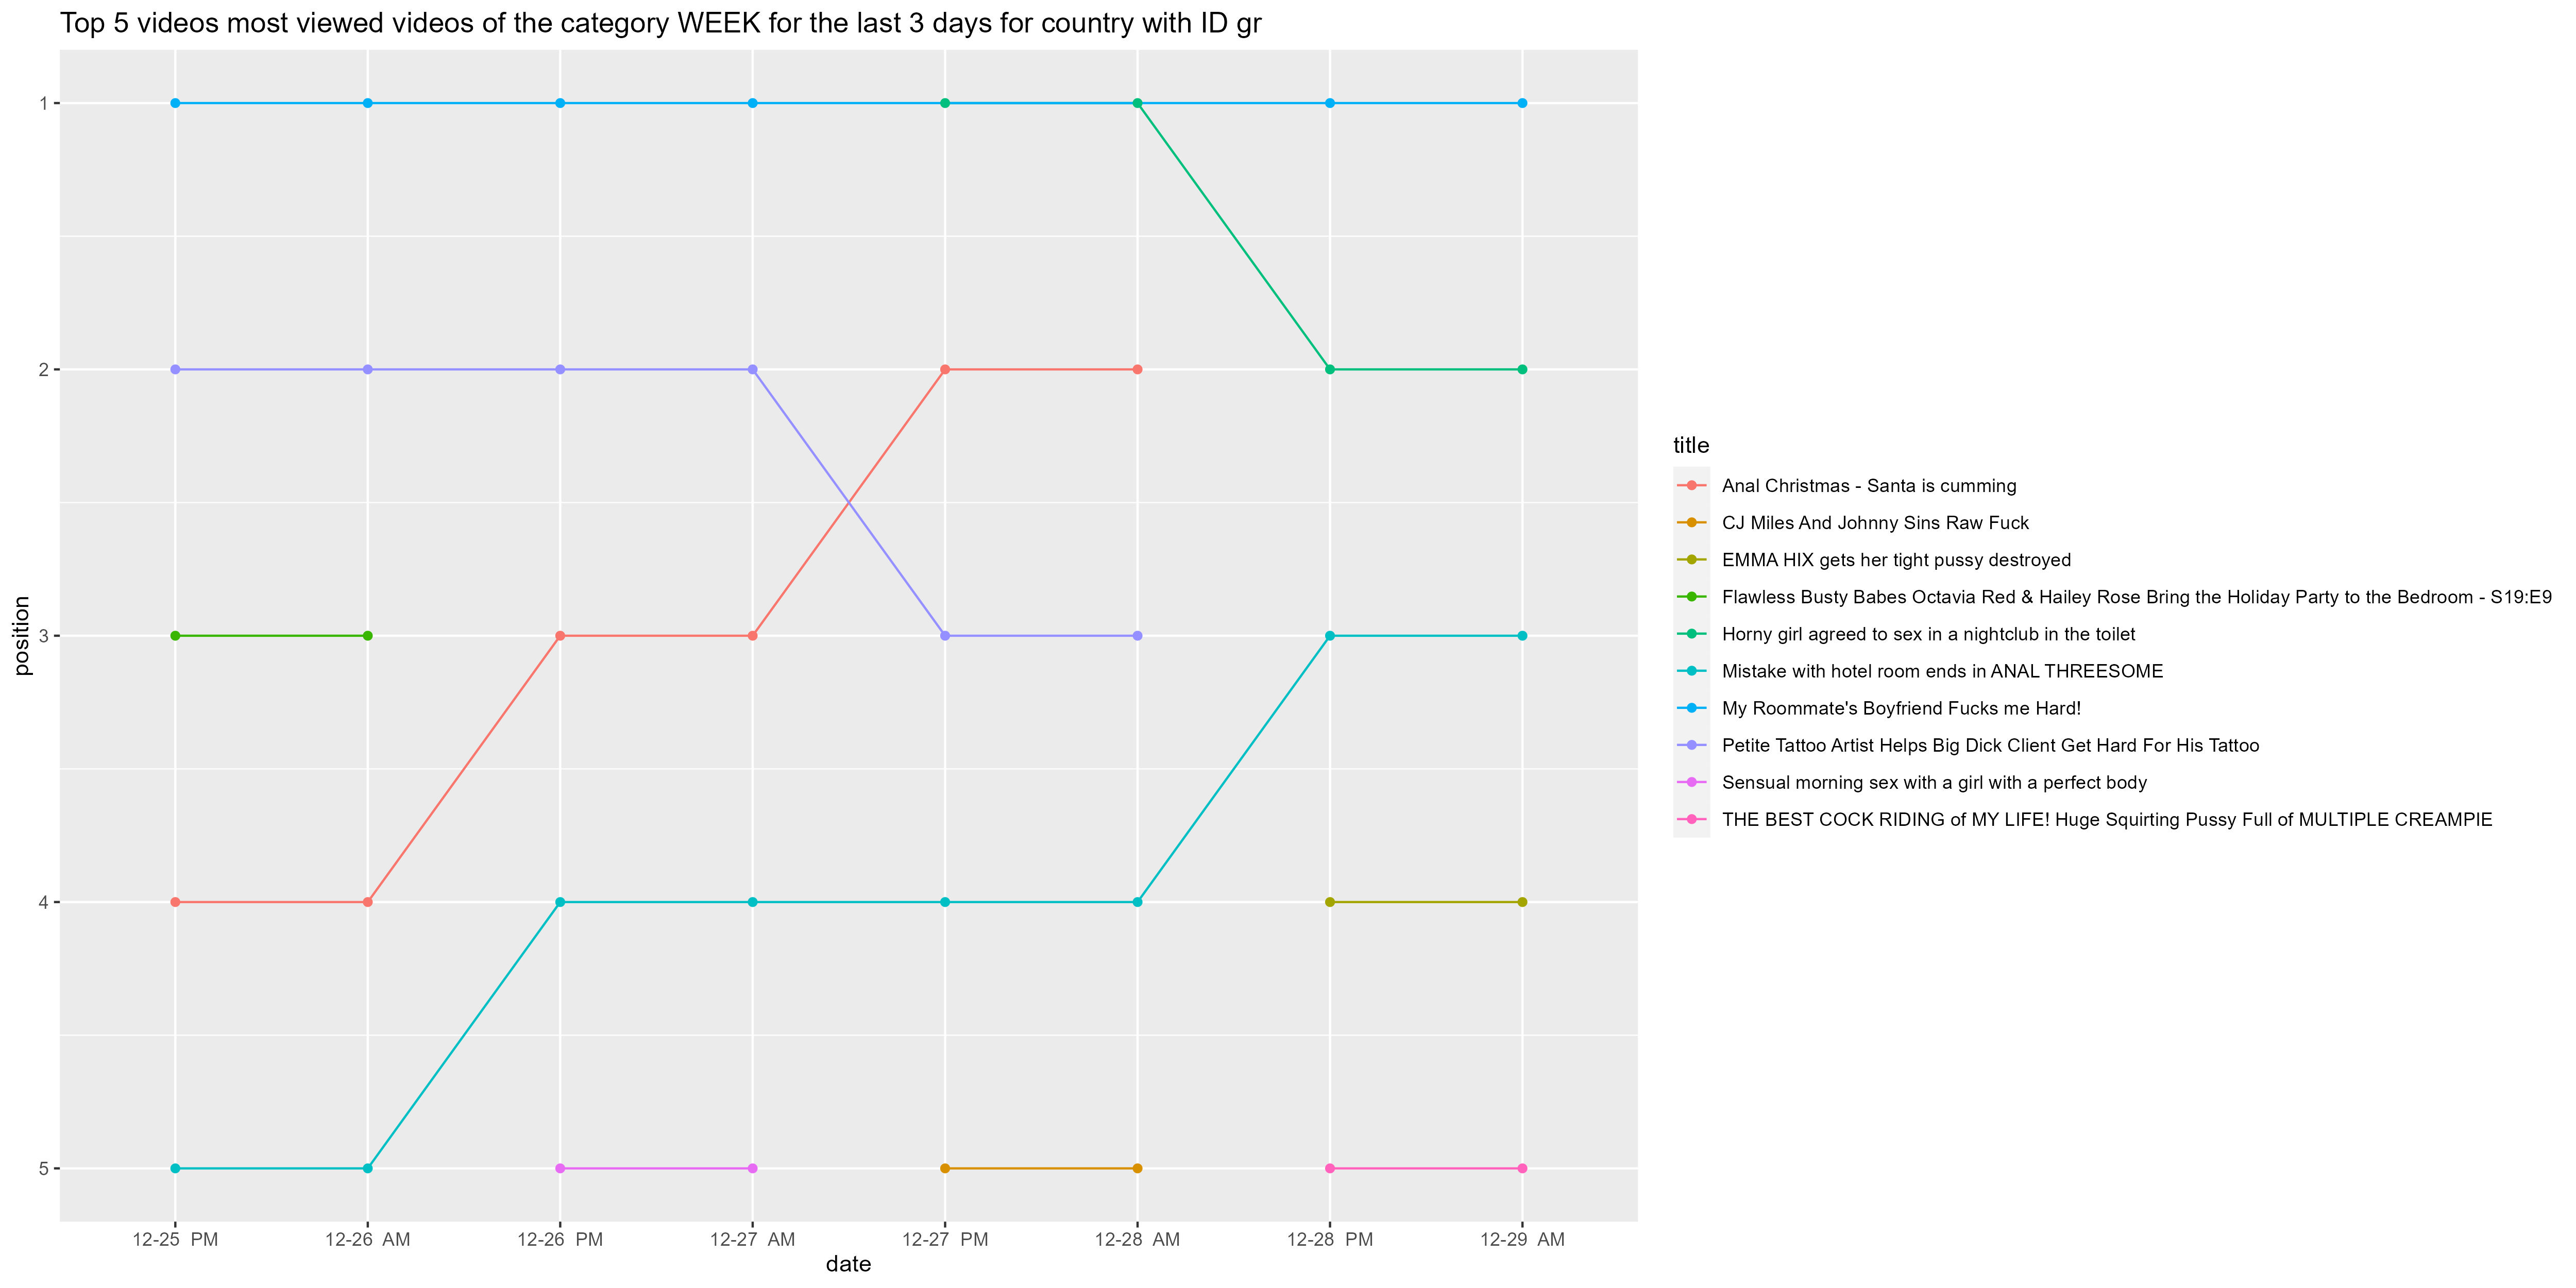 Top 5 videos most viewed videos of the category WEEK for the last 3 days for country with ID gr
1
2
3
4
5
position
12-25 PM
12-26 AM
12-26 PM
12-27 AM
12-27 PM
12-28 AM
12-28 PM
12-29 AM
date
title
Anal Christmas - Santa is cumming
CJ Miles And Johnny Sins Raw Fuck
EMMA HIX gets her tight pussy destroyed
Flawless Busty Babes Octavia Red & Hailey Rose Bring the Holiday Party to the Bedroom - S19:E9
Horny girl agreed to sex in a nightclub in the toilet
Mistake with hotel room ends in ANAL THREESOME
My Roommate's Boyfriend Fucks me Hard!
Petite Tattoo Artist Helps Big Dick Client Get Hard For His Tattoo
Sensual morning sex with a girl with a perfect body
THE BEST COCK RIDING of MY LIFE! Huge Squirting Pussy Full of MULTIPLE CREAMPIE